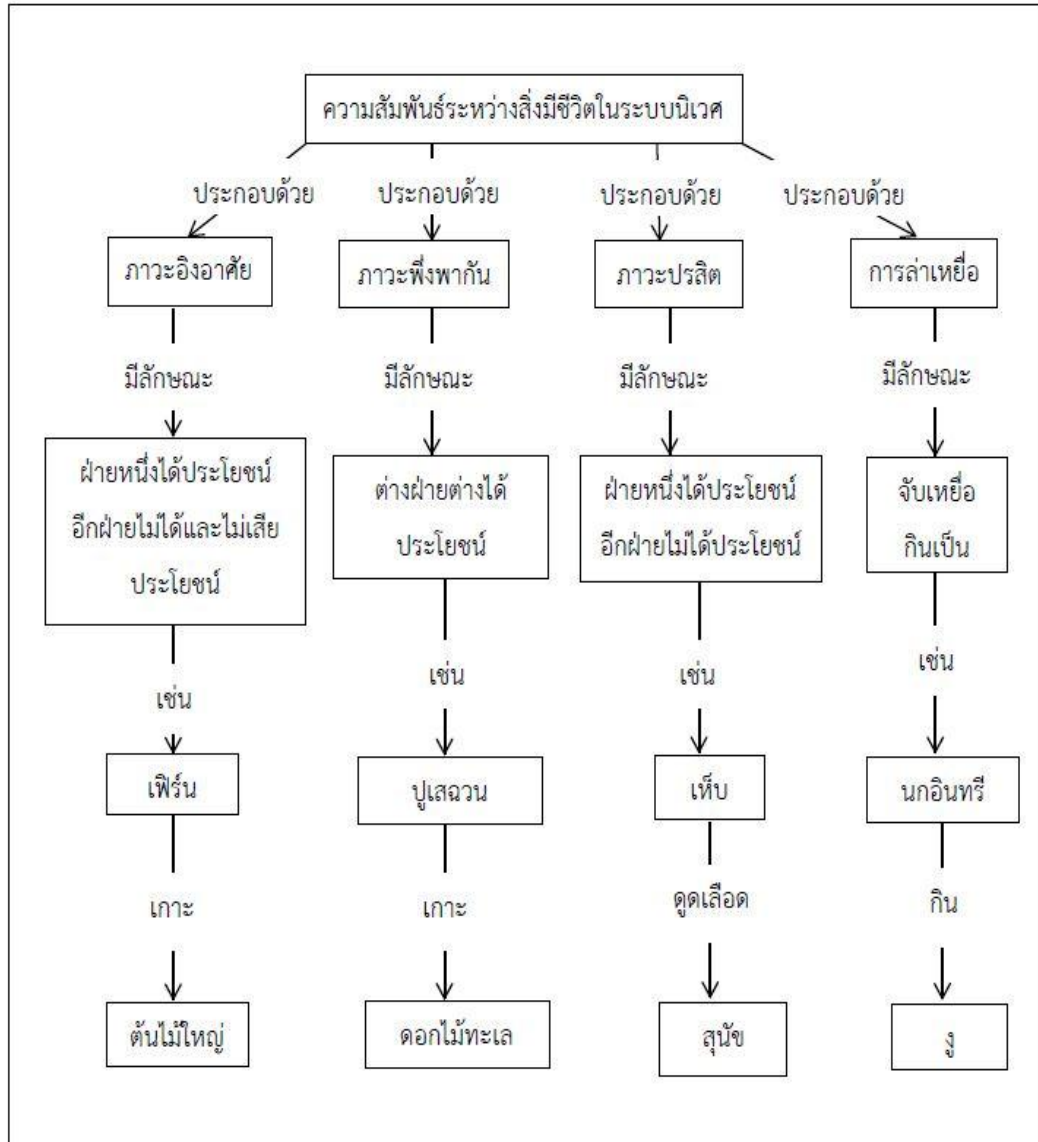 ความสัมพันธ์ระหว่างสิ่งมีชีวิตในระบบนิเวศ
ประกอบด้วย
ประกอบด้วย
ประกอบด้วย
ประกอบด้วย
ภาวะอิงอาศัย
ภาวะพึ่งพากัน
ภาวะปรสิต
การล่าเหยื่อ
มีลักษณะ
มีลักษณะ
มีลักษณะ
มีลักษณะ
ฝ่ายหนึ่งได้ประโยชน์
อีกฝ่ายไม่ได้และไม่เสีย
ประโยชน์
ต่างฝ่ายต่างได้
ประโยชน์
ฝ่ายหนึ่งได้ประโยชน์
อีกฝ่ายไม่ได้ประโยชน์
จับเหยื่อ
กินเป็น
เช่น
เช่น
เช่น
เช่น
เฟิร์น
ปูเสฉวน
เห็บ
นกอินทรี
เกาะ
เกาะ
ดูดเลือด
กิน
ต้นไม้ใหญ่
ดอกไม้ทะเล
สุนัข
งู